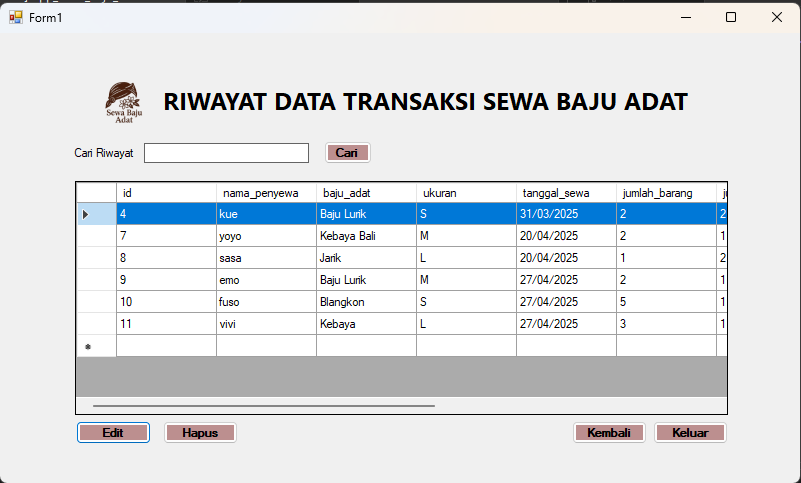 Form1
Sewa Baju
Adat
RIWAYAT DATA TRANSAKSI SEWA BAJU ADAT
Cari Riwayat Cari
id nama_penyewa baju_adat ukuran tanggal_sewa jumlah_barang
4 kue Baju Lurik S 31/03/2025 2 2
7 yoyo Kebaya Bali M 20/04/2025 2 1
8 sasa Jarik L 20/04/2025 1 2
9 emo Baju Lurik M 27/04/2025 2 1
10 fuso Blangkon S 27/04/2025 5 1
11 vivi Kebaya L 27/04/2025 3 1
Edit Hapus Kembali Keluar